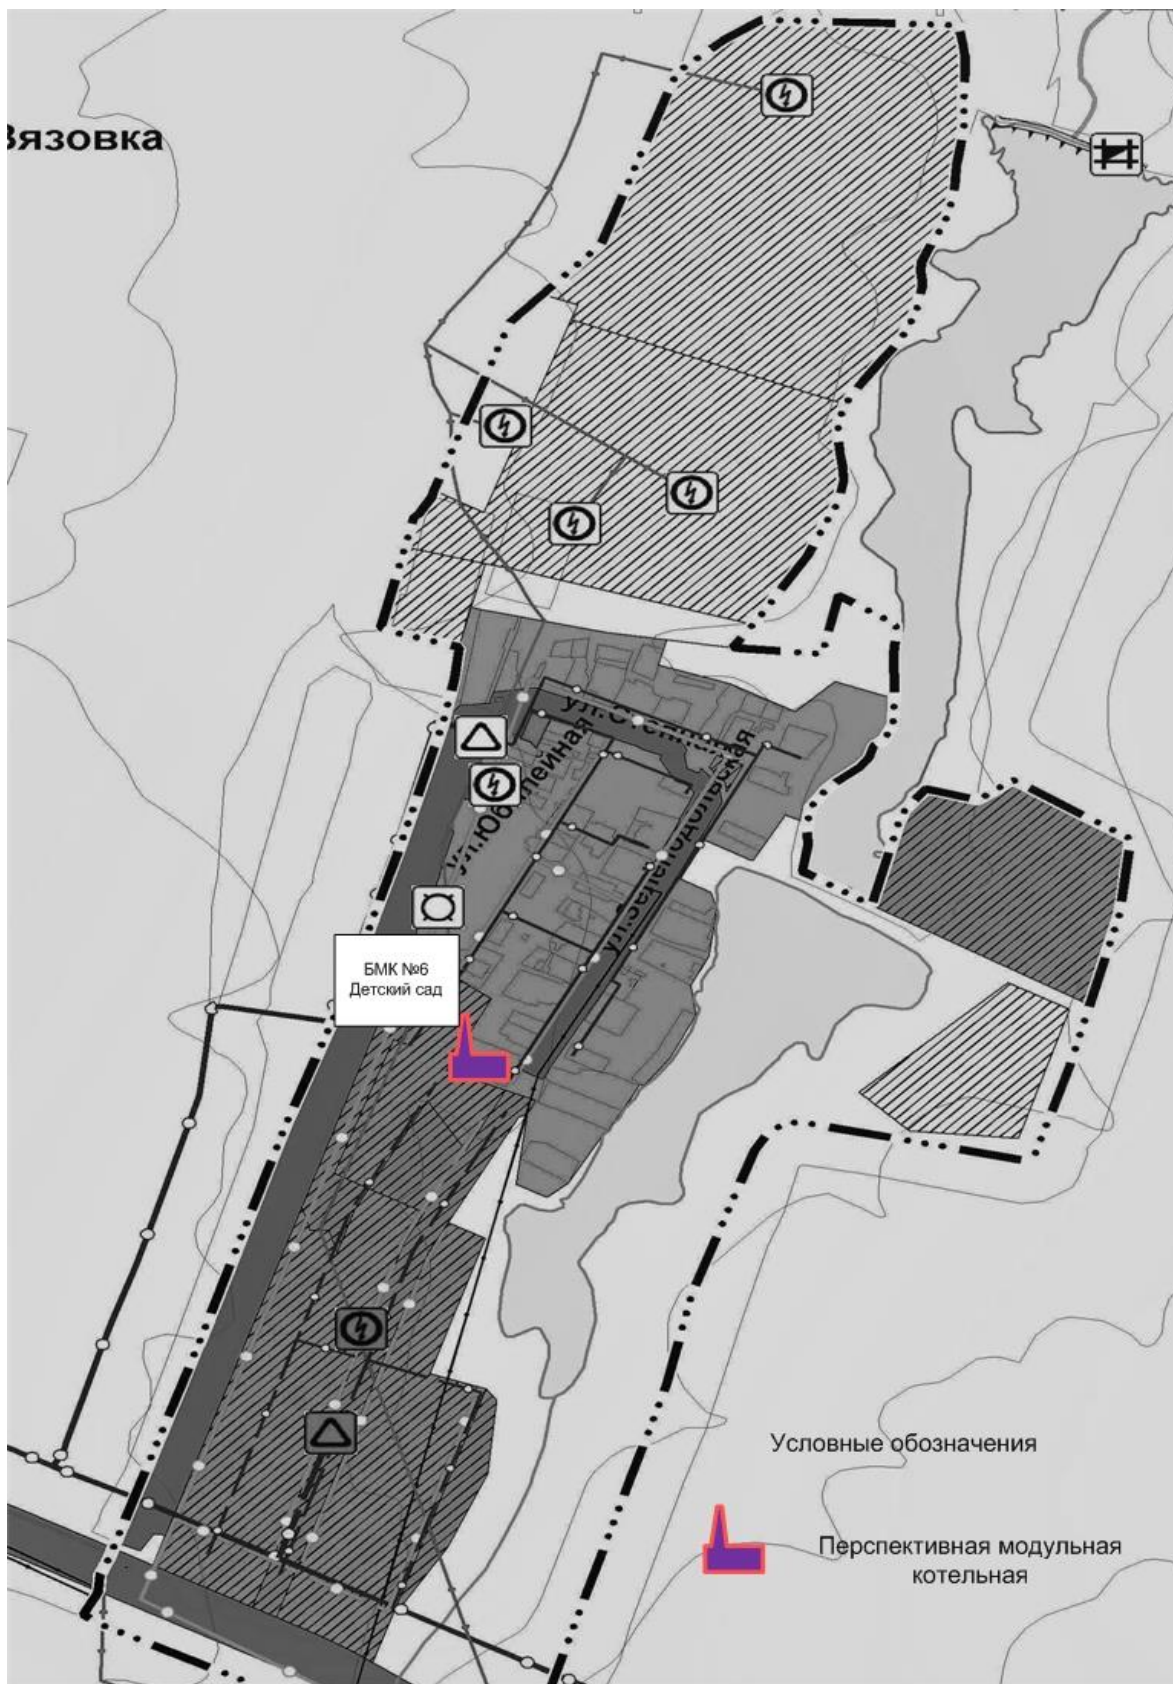 Вязовка
ул.Степная
ул.Юбилейная
ул.Зеленодольская
БМК №6
Детский сад
Условные обозначения
Перспективная модульная
котельная